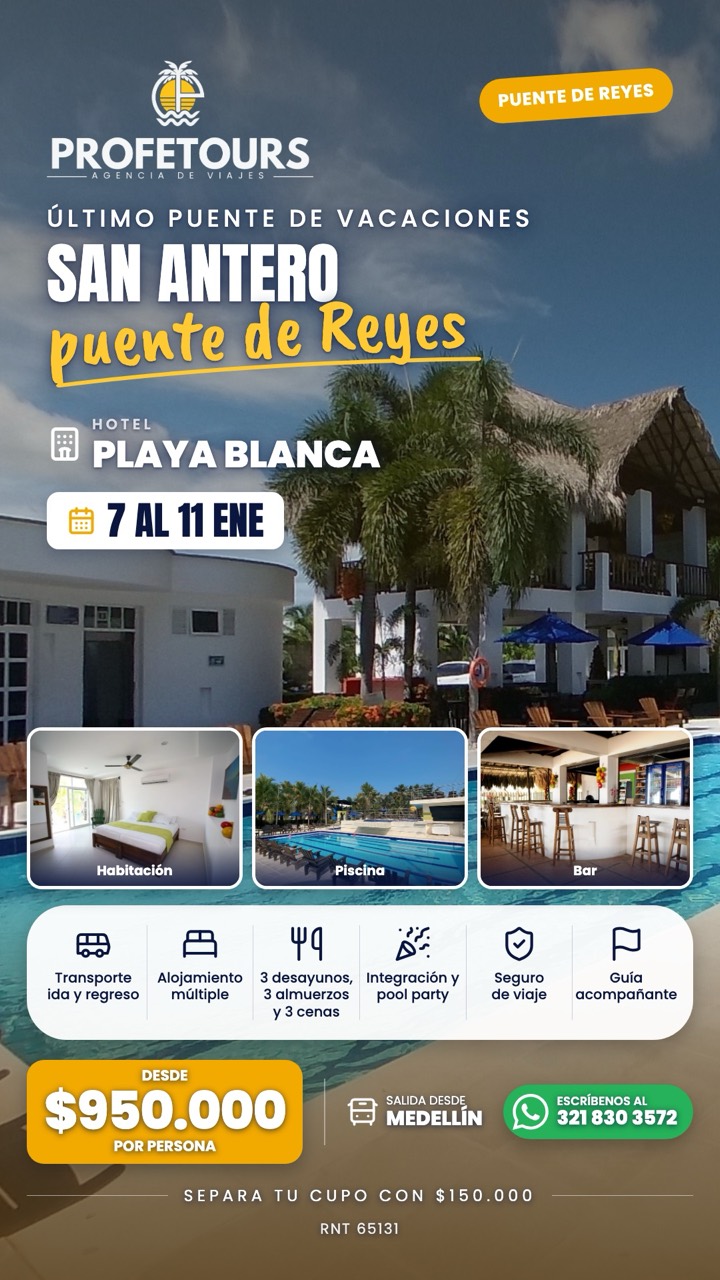 PROFETOURS
AGENCIA DE VIAJES
PUENTE DE REYES
ÚLTIMO PUENTE DE VACACIONES
SAN ANTERO
puente de Reyes
HOTEL
PLAYA BLANCA
7 AL 11 ENE
Habitación
Piscina
Bar
Transporte
ida y regreso
Alojamiento
múltiple
3 desayunos,
3 almuerzos
y 3 cenas
Integración y
pool party
Seguro
de viaje
Guía
acompañante
DESDE
$950.000
POR PERSONA
SALIDA DESDE
MEDELLÍN
ESCRÍBENOS AL
321 830 3572
SEPARA TU CUPO CON $150.000
RNT 65131